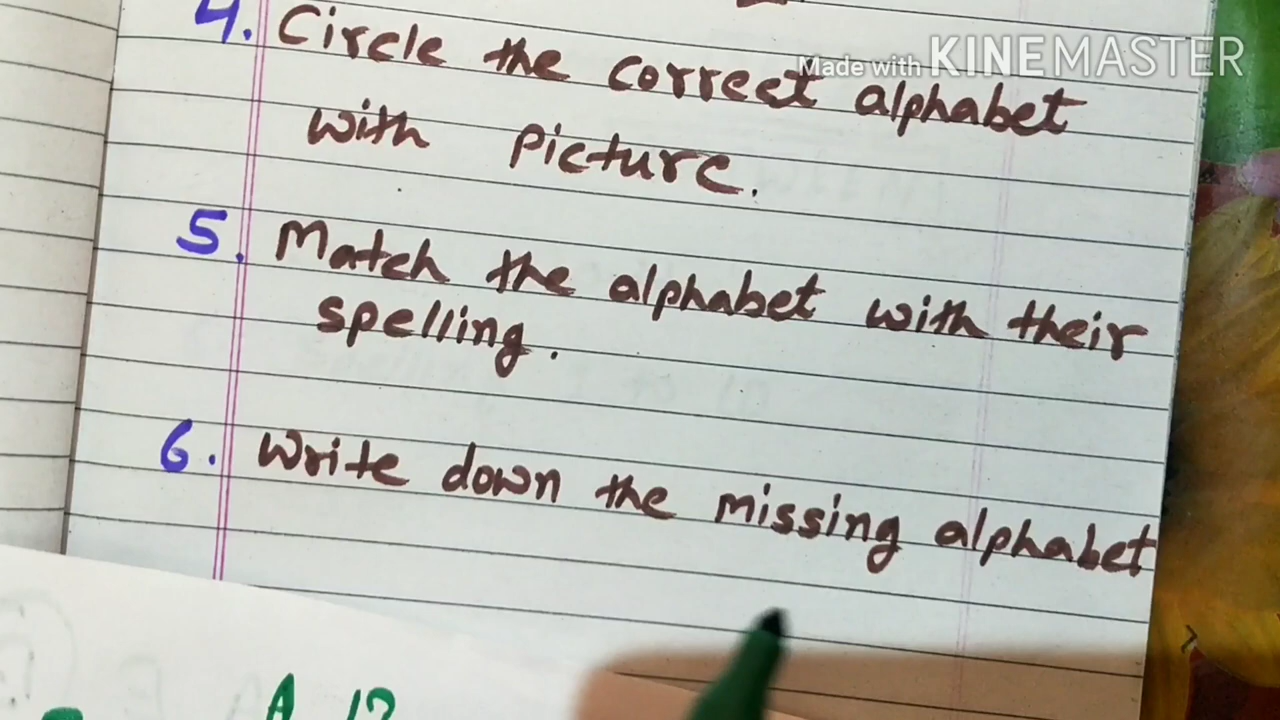 Made with KINEMASTER
4. Circle the correct alphabet
with Picture.
5. Match the alphabet with their
spelling.
6. Write down the missing alphabet
A